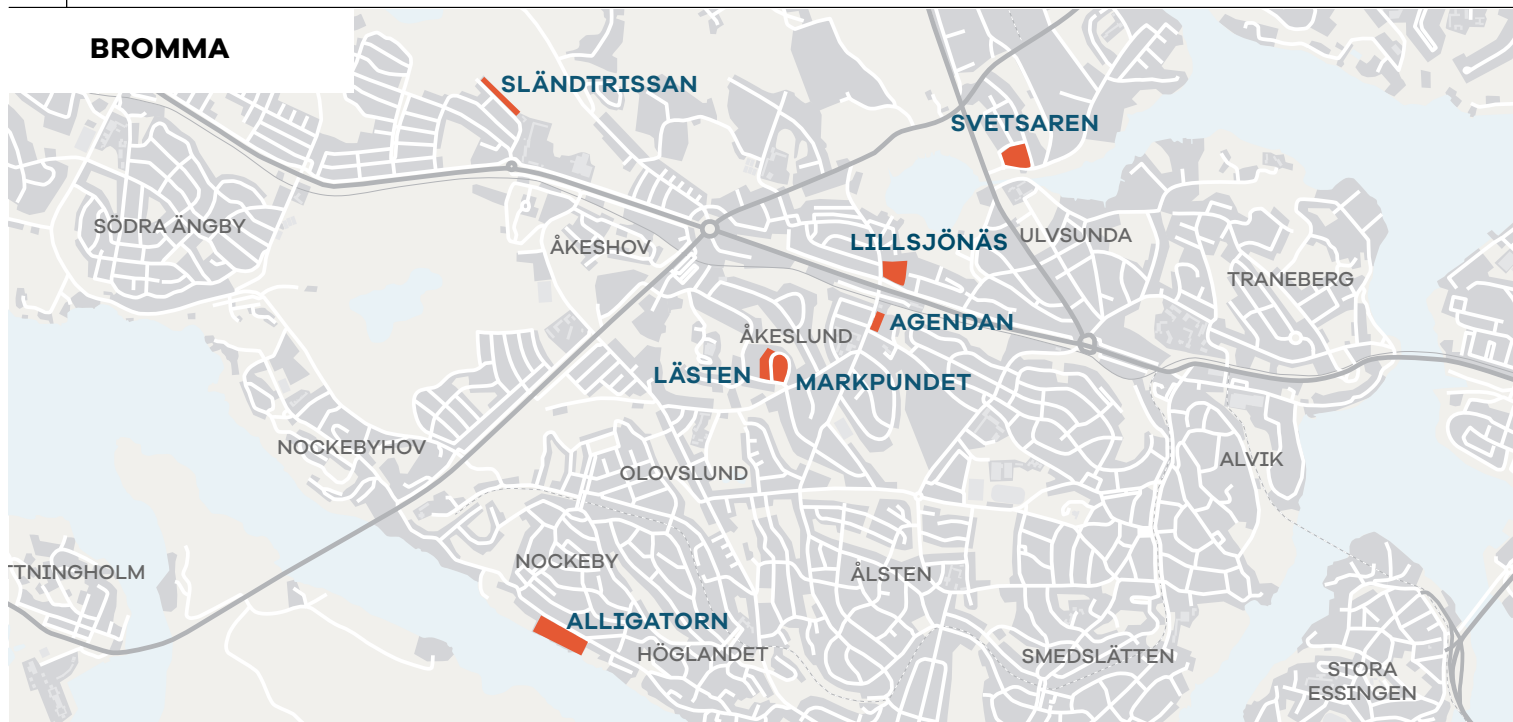 BROMMA
SLÄNDTRISSAN
SVETSAREN
SÖDRA ÄNGBY
ÅKESHOV
LILLSJÖNÄS
ULVSUNDA
TRANEBERG
AGENDAN
ÅKESLUND
LÄSTEN
MARKPUNDET
NOCKEBYHOV
OLOVSLUND
ALVIK
NOCKEBY
TTNINGHOLM
ÅLSTEN
ALLIGATORN
HÖGLANDET
SMEDSLÄTTEN
STORA
ESSINGEN